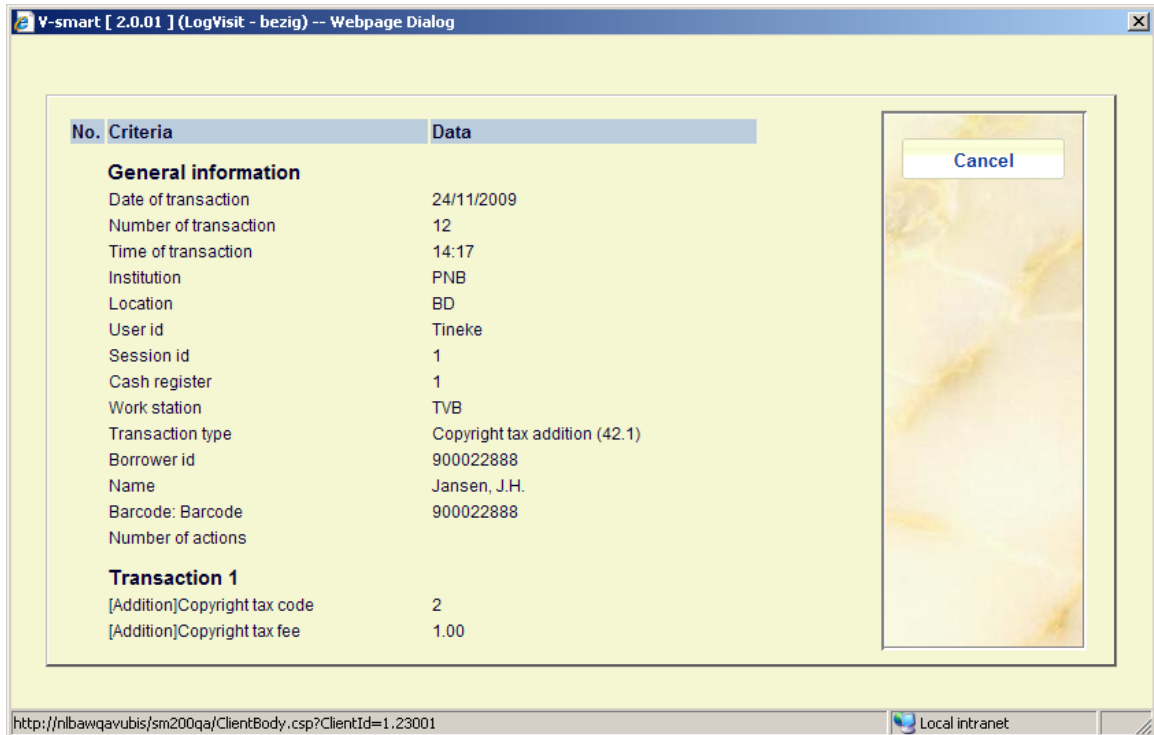 V-smart [ 2.0.01 ] (LogVisit - bezig) -- Webpage Dialog
No. Criteria Data
Cancel
General information
Date of transaction 24/11/2009
Number of transaction 12
Time of transaction 14:17
Institution PNB
Location BD
User id Tineke
Session id 1
Cash register 1
Work station TVB
Transaction type Copyright tax addition (42.1)
Borrower id 900022888
Name Jansen, J.H.
Barcode: Barcode 900022888
Number of actions
Transaction 1
[Addition]Copyright tax code 2
[Addition]Copyright tax fee 1.00
http://nlbawqavubis/sm200qa/ClientBody.csp?ClientId=1.23001 Local intranet